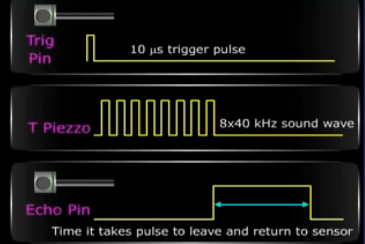 Trig
Pin
10 µs trigger pulse
T Piezzo
8x40 kHz sound wave
Echo Pin
Time it takes pulse to leave and return to sensor